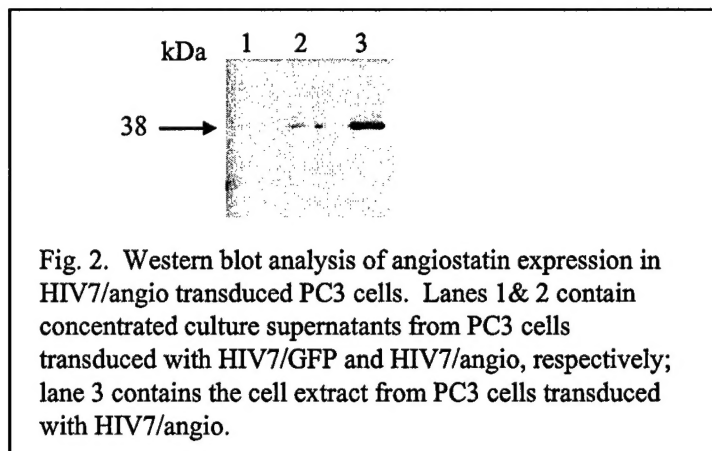 kDa 1 2 3
38
Fig. 2. Western blot analysis of angiostatin expression in
HIV7/angio transduced PC3 cells. Lanes 1& 2 contain
concentrated culture supernatants from PC3 cells
transduced with HIV7/GFP and HIV7/angio, respectively;
lane 3 contains the cell extract from PC3 cells transduced
with HIV7/angio.